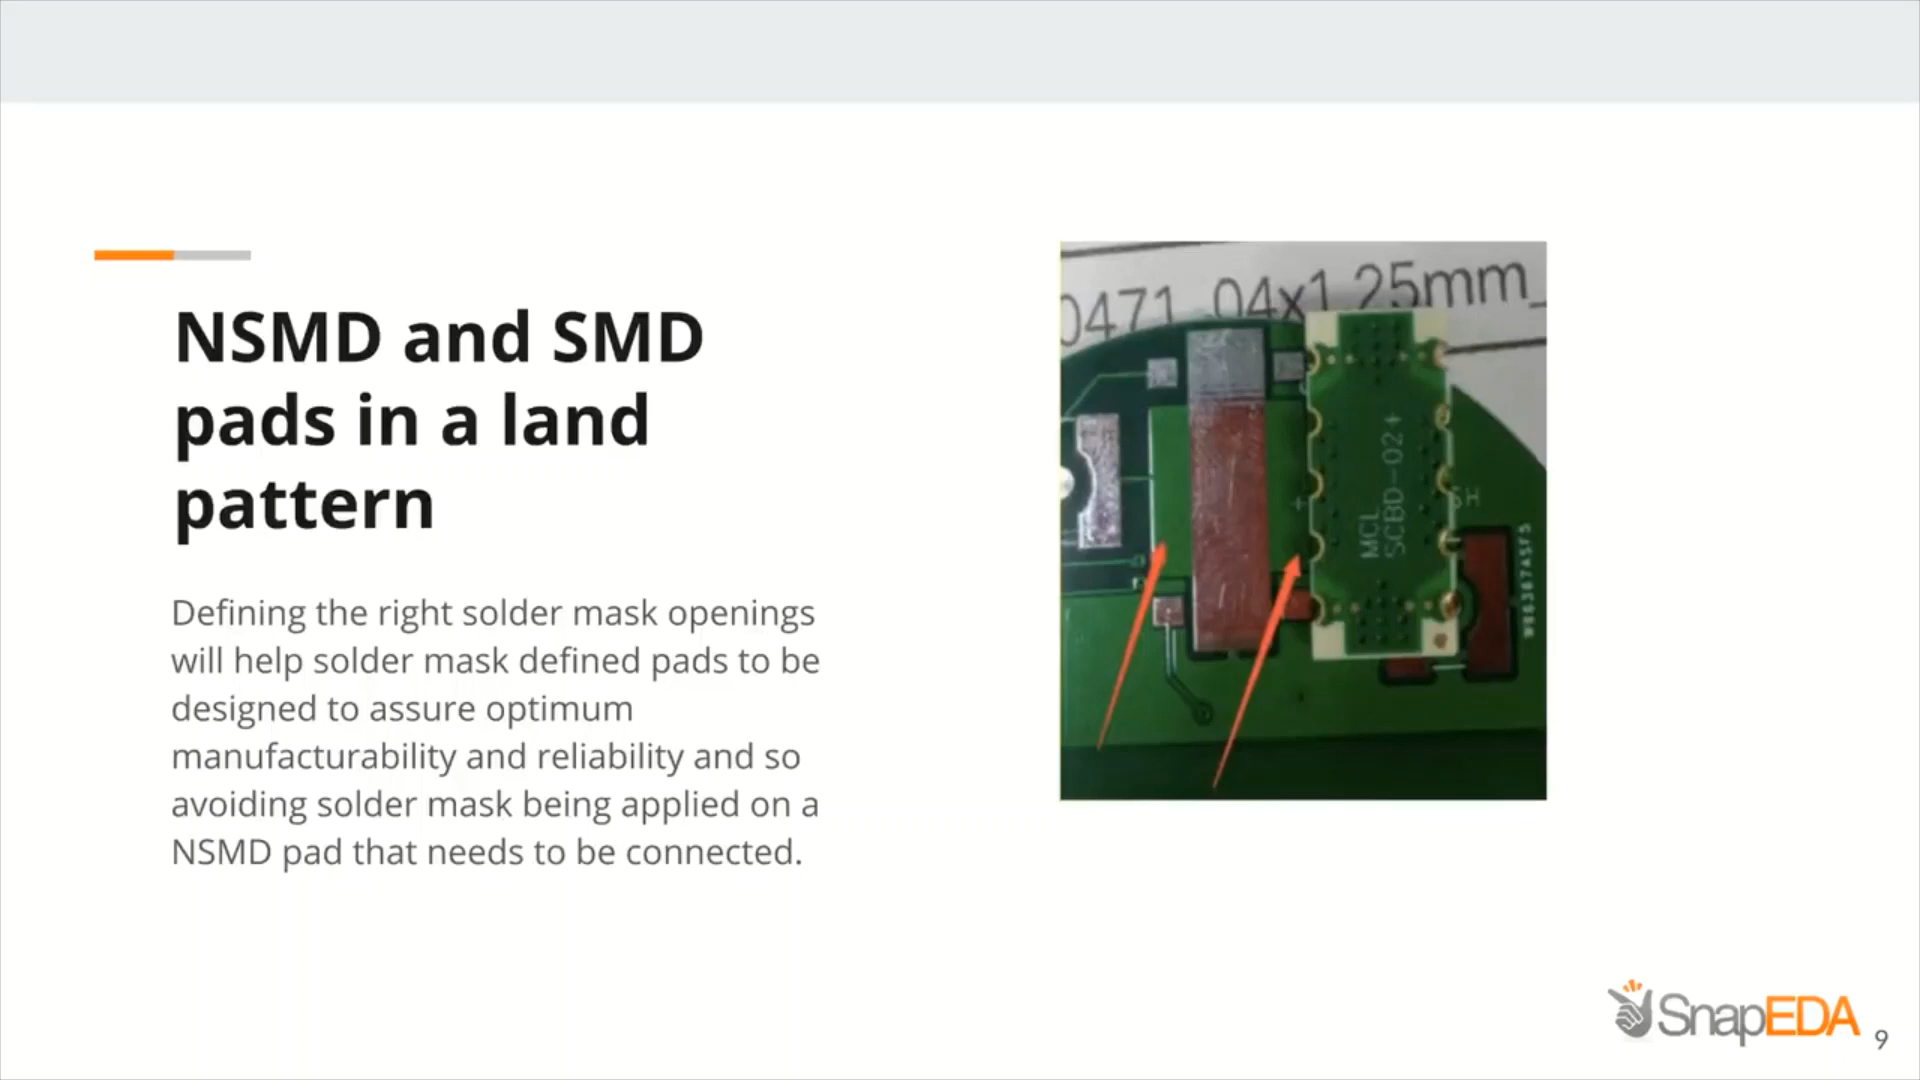 NSMD and SMD
pads in a land
pattern
Defining the right solder mask openings
will help solder mask defined pads to be
designed to assure optimum
manufacturability and reliability and so
avoiding solder mask being applied on a
NSMD pad that needs to be connected.
0471_04x1.25mm_
MCL
SCBD-02+
SnapEDA
9